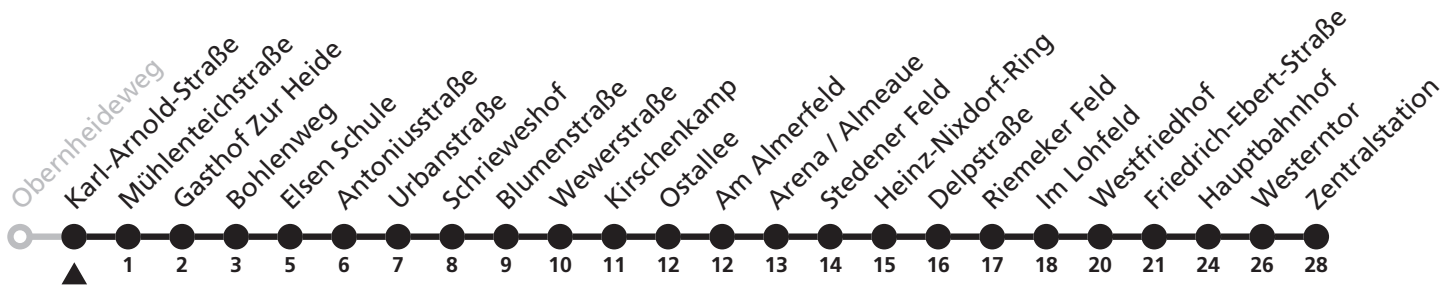 Obernheideweg
Karl-Arnold-Straße
Mühlenteichstraße
Gasthof Zur Heide
Bohlenweg
Elsen Schule
Antoniusstraße
Urbanstraße
Schrieweshof
Blumenstraße
Wewerstraße
Kirschenkamp
Ostallee
Am Almerfeld
Arena / Almeaue
Stedener Feld
Heinz-Nixdorf-Ring
Delpstraße
Riemeker Feld
Im Lohfeld
Westfriedhof
Friedrich-Ebert-Straße
Hauptbahnhof
Westerntor
Zentralstation
1 2 3 5 6 7 8 9 10 11 12 12 13 14 15 16 17 18 20 21 24 26 28